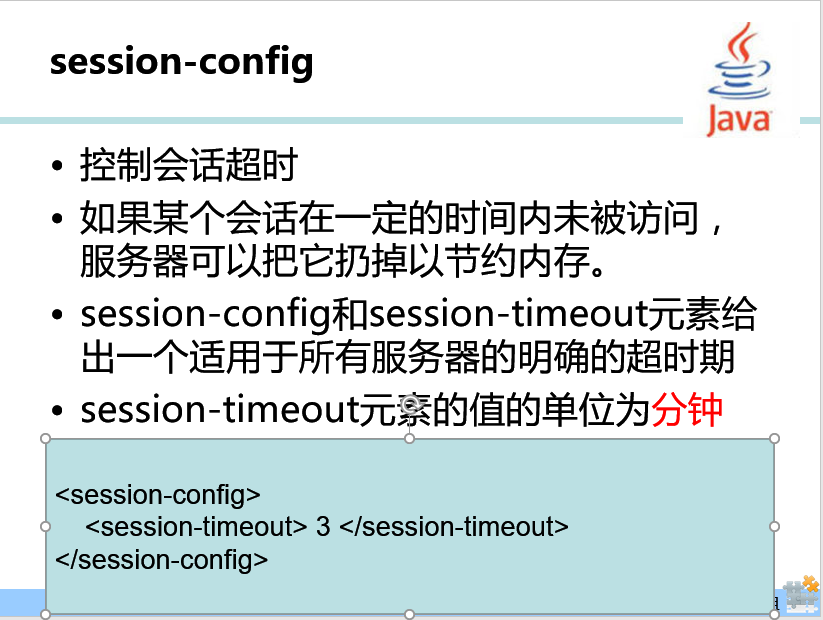 session-config
Java
• 控制会话超时
• 如果某个会话在一定的时间内未被访问，
服务器可以把它扔掉以节约内存。
• session-config和session-timeout元素给
出一个适用于所有服务器的明确的超时期
• session-timeout元素的值的单位为分钟
<session-config>
<session-timeout> 3 </session-timeout>
</session-config>